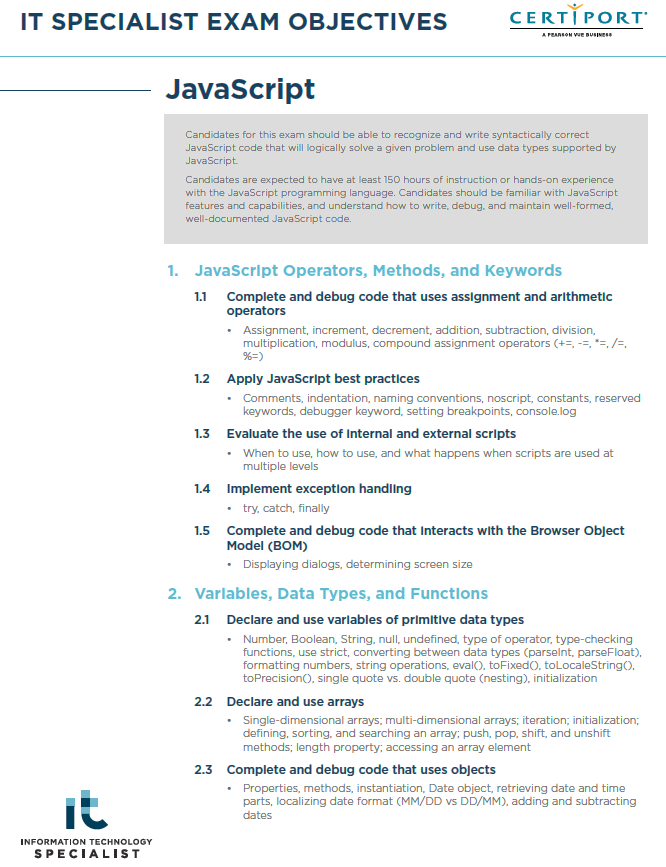 IT SPECIALIST EXAM OBJECTIVES
CERTIPORT
A PEARSON VUE BUSINESS
JavaScript
Candidates for this exam should be able to recognize and write syntactically correct
JavaScript code that will logically solve a given problem and use data types supported by
JavaScript.
Candidates are expected to have at least 150 hours of instruction or hands-on experience
with the JavaScript programming language. Candidates should be familiar with JavaScript
features and capabilities, and understand how to write, debug, and maintain well-formed,
well-documented JavaScript code.
1. JavaScript Operators, Methods, and Keywords
1.1 Complete and debug code that uses assignment and arithmetic
operators
• Assignment, increment, decrement, addition, subtraction, division,
multiplication, modulus, compound assignment operators (+=, -=, *=, /=,
%=)
1.2 Apply JavaScript best practices
• Comments, indentation, naming conventions, noscript, constants, reserved
keywords, debugger keyword, setting breakpoints, console.log
1.3 Evaluate the use of internal and external scripts
• When to use, how to use, and what happens when scripts are used at
multiple levels
1.4 Implement exception handling
• try, catch, finally
1.5 Complete and debug code that interacts with the Browser Object
Model (BOM)
• Displaying dialogs, determining screen size
2. Variables, Data Types, and Functions
2.1 Declare and use variables of primitive data types
• Number, Boolean, String, null, undefined, type of operator, type-checking
functions, use strict, converting between data types (parseInt, parseFloat),
formatting numbers, string operations, eval(), toFixed(), toLocaleString(),
toPrecision(), single quote vs. double quote (nesting), initialization
2.2 Declare and use arrays
• Single-dimensional arrays; multi-dimensional arrays; iteration; initialization;
defining, sorting, and searching an array; push, pop, shift, and unshift
methods; length property; accessing an array element
2.3 Complete and debug code that uses objects
• Properties, methods, instantiation, Date object, retrieving date and time
parts, localizing date format (MM/DD vs DD/MM), adding and subtracting
dates
it
INFORMATION TECHNOLOGY
SPECIALIST